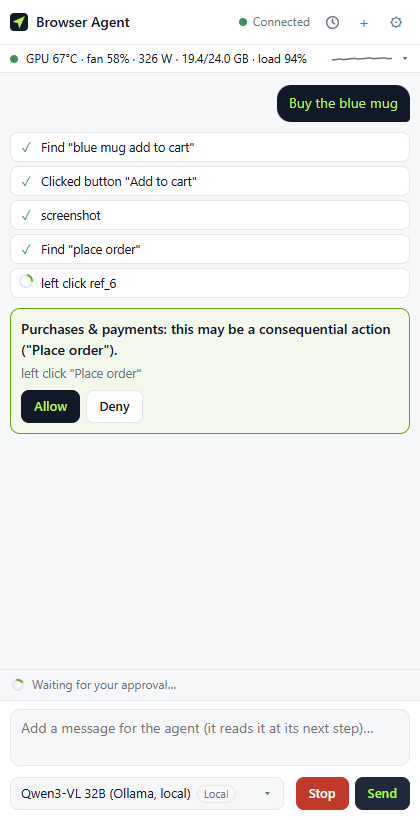 Browser Agent
Connected
GPU 67°C · fan 58% · 326 W · 19.4/24.0 GB · load 94%
Buy the blue mug
✓ Find "blue mug add to cart"
✓ Clicked button "Add to cart"
✓ screenshot
✓ Find "place order"
left click ref_6
Purchases & payments: this may be a consequential action
("Place order").
left click "Place order"
Allow
Deny
Waiting for your approval...
Add a message for the agent (it reads it at its next step)...
Qwen3-VL 32B (Ollama, local) Local
Stop
Send